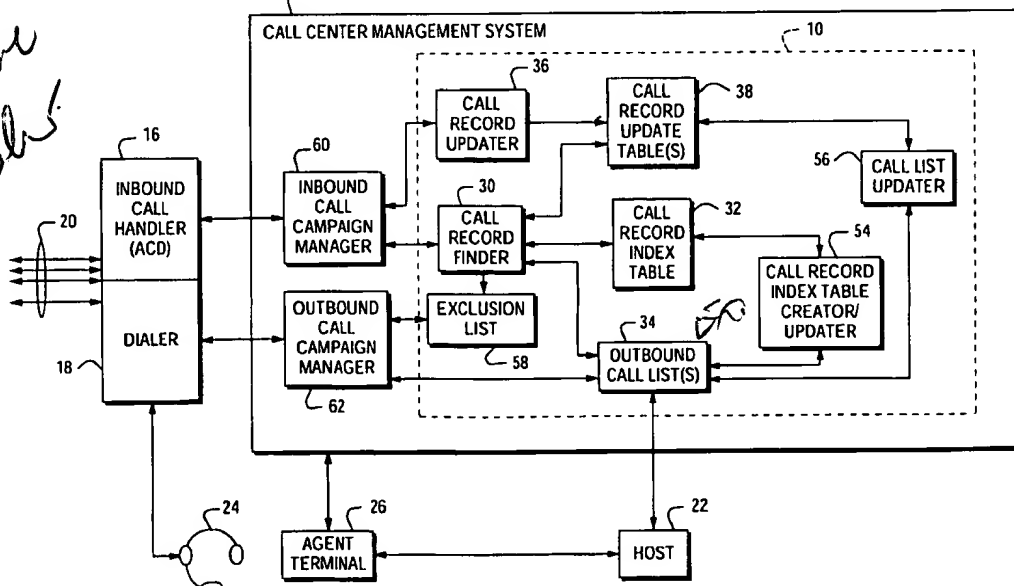 CALL CENTER MANAGEMENT SYSTEM
10
16
INBOUND
CALL
HANDLER
(ACD)
20
DIALER
18
60
INBOUND
CALL
CAMPAIGN
MANAGER
OUTBOUND
CALL
CAMPAIGN
MANAGER
62
36
CALL
RECORD
UPDATER
30
CALL
RECORD
FINDER
EXCLUSION
LIST
58
CALL
RECORD
UPDATE
TABLE(S)
38
CALL
RECORD
INDEX
TABLE
32
34
OUTBOUND
CALL LIST(S)
56
CALL LIST
UPDATER
54
CALL RECORD
INDEX TABLE
CREATOR/
UPDATER
24
26
AGENT
TERMINAL
22
HOST